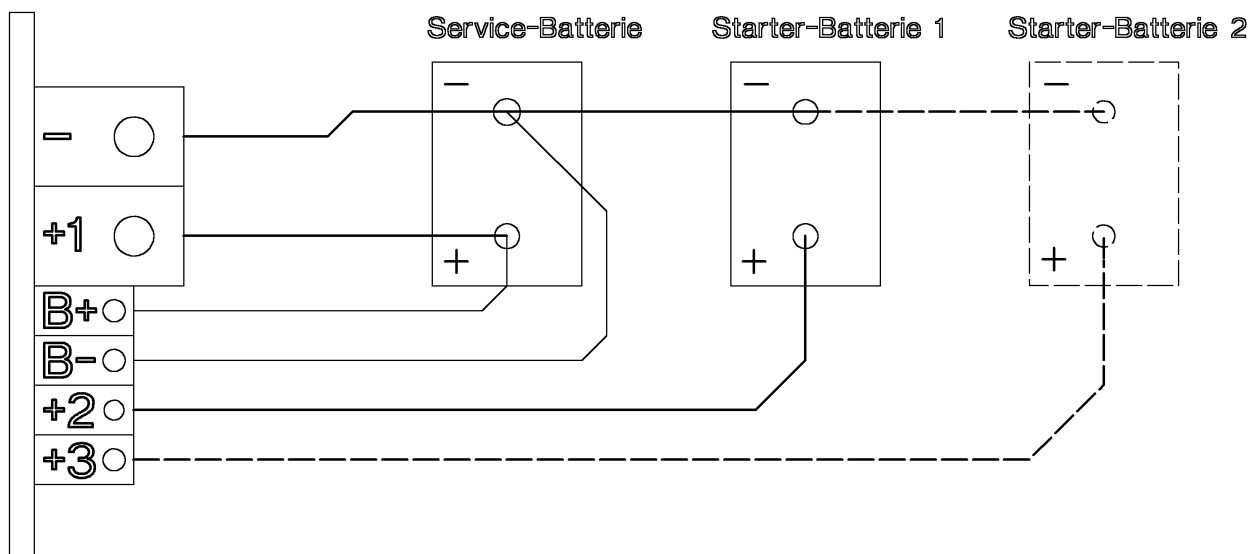 Service-Batterie Starter-Batterie 1 Starter-Batterie 2
- - -
-
+1
+ + +
B+
B-
+2
+3